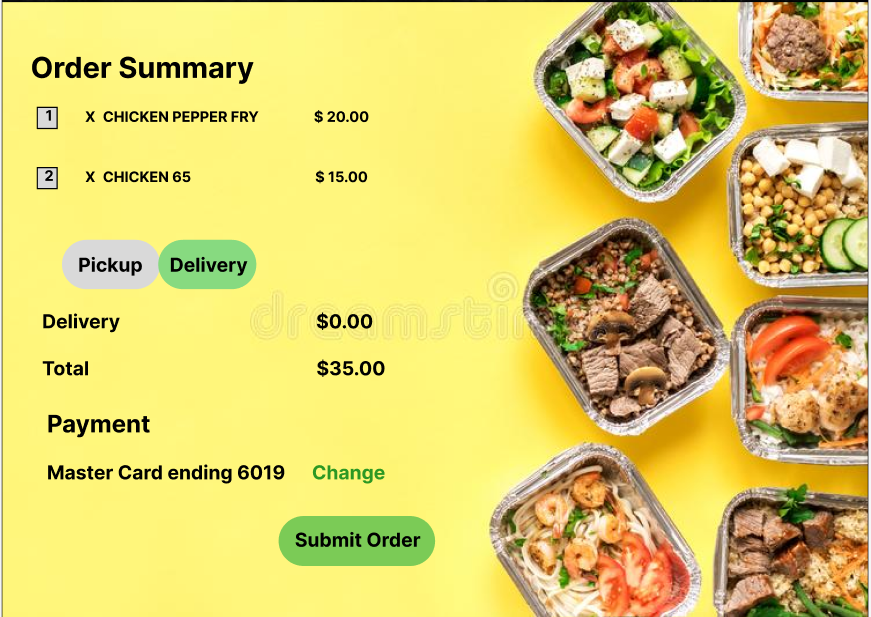 Order Summary
1 X CHICKEN PEPPER FRY $ 20.00
2 X CHICKEN 65 $ 15.00
Pickup Delivery
Delivery $0.00
dreamstime
Total $35.00
Payment
Master Card ending 6019 Change
Submit Order